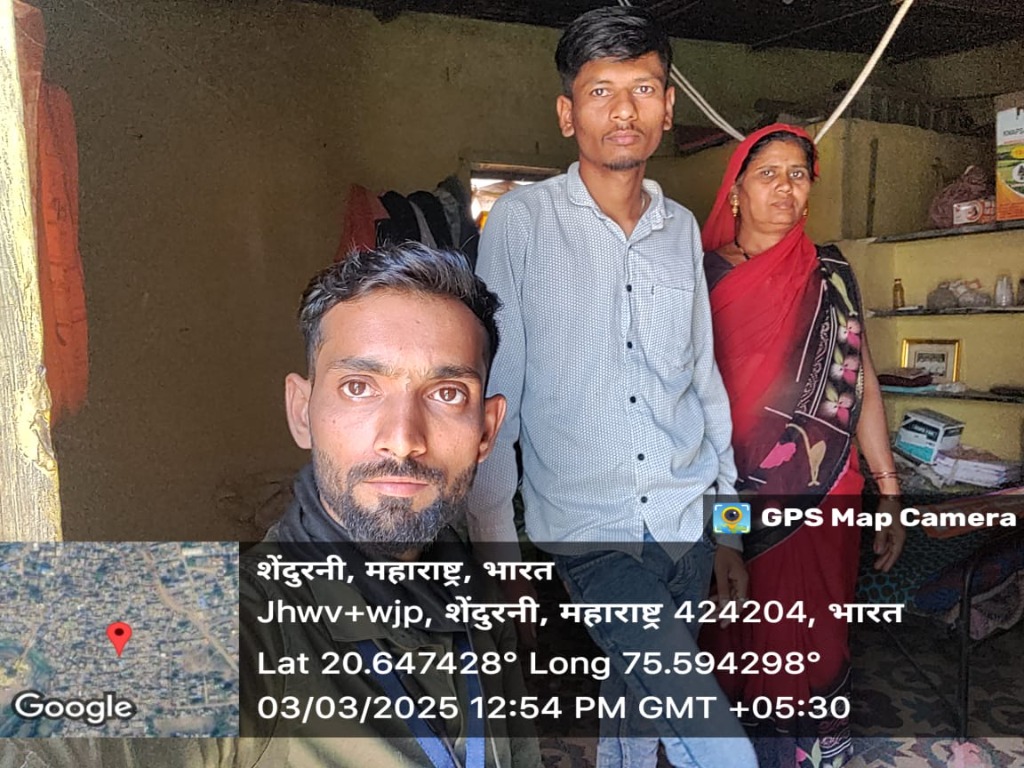 KWAPS
GPS Map Camera
शेंदुरनी, महाराष्ट्र, भारत
Jhwv+wjp, शेंदुरनी, महाराष्ट्र 424204, भारत
Lat 20.647428° Long 75.594298°
03/03/2025 12:54 PM GMT +05:30
Google